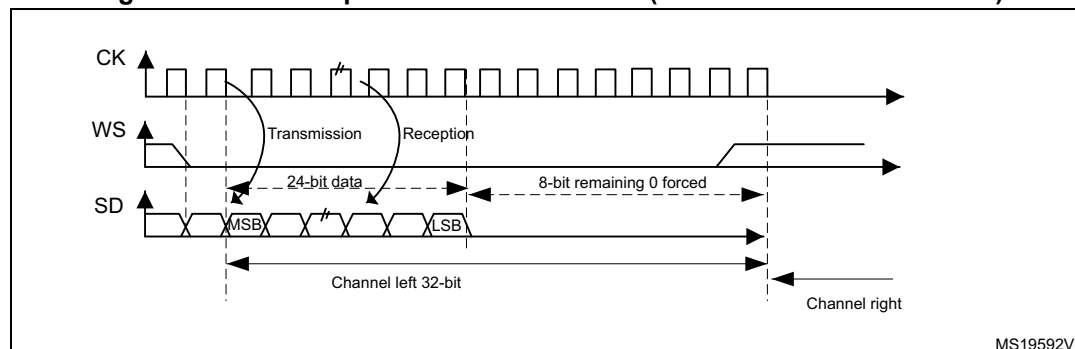 CK
WS
Transmission
Reception
24-bit data
8-bit remaining 0 forced
SD
MSB
LSB
Channel left 32-bit
Channel right
MS19592V